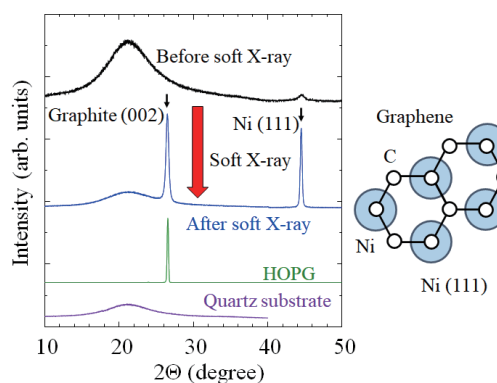 Before soft X-ray
Graphite (002)
Ni (111)
Soft X-ray
After soft X-ray
HOPG
Quartz substrate
Intensity (arb. units)
10 20 30 40 50
2Θ (degree)
Graphene
C
Ni
Ni (111)